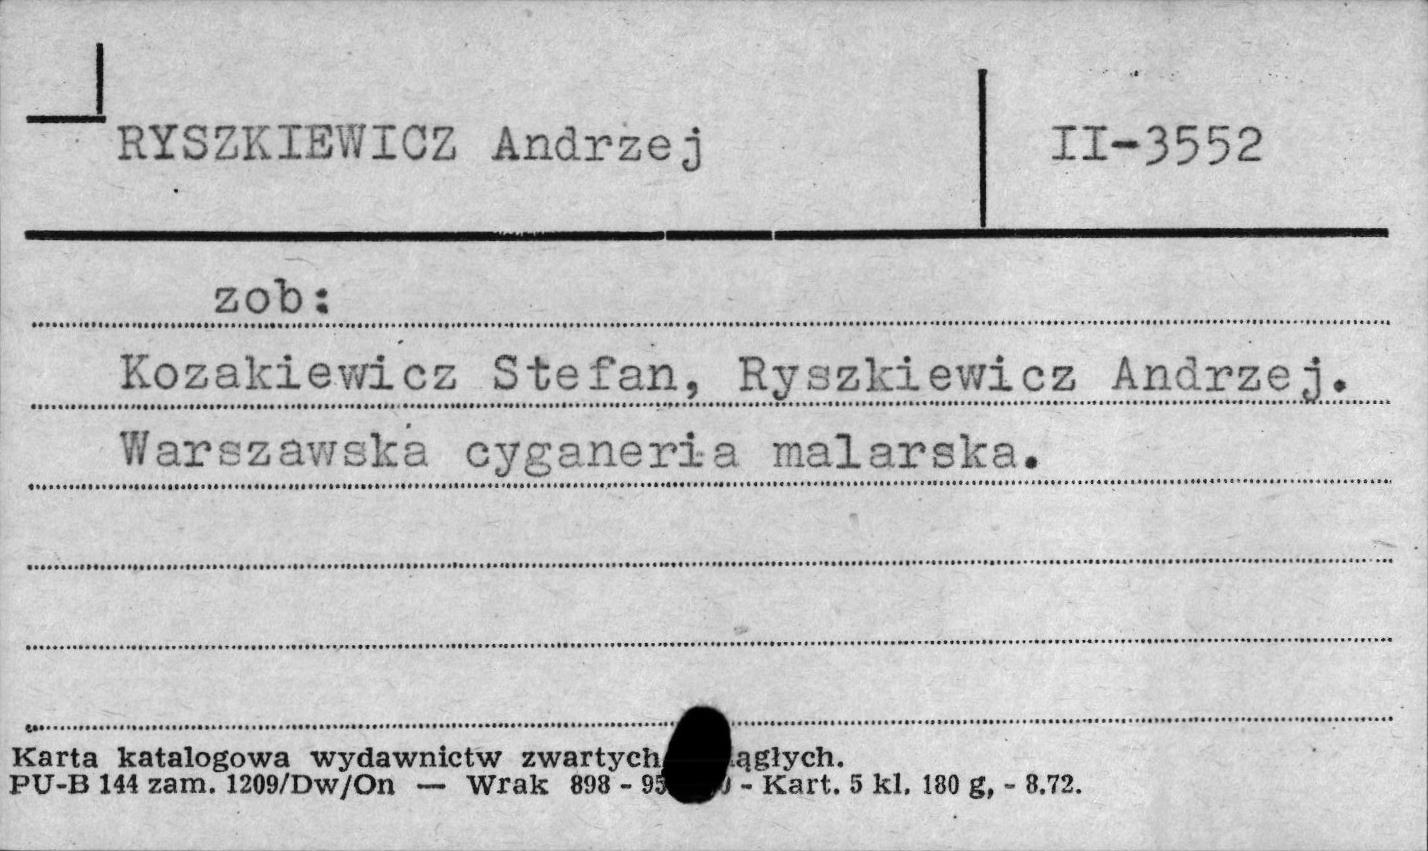 RYSZKIEWICZ Andrzej II-3552
zob:
Kozakiewicz Stefan, Ryszkiewicz Andrzej.
Warszawska cyganeria malarska.
Karta katalogowa wydawnictw zwartych
PU-B 144 zam. 1209/Dw/On — Wrak 898 - - Kart. 5 kl. 180 g, - 8.72.